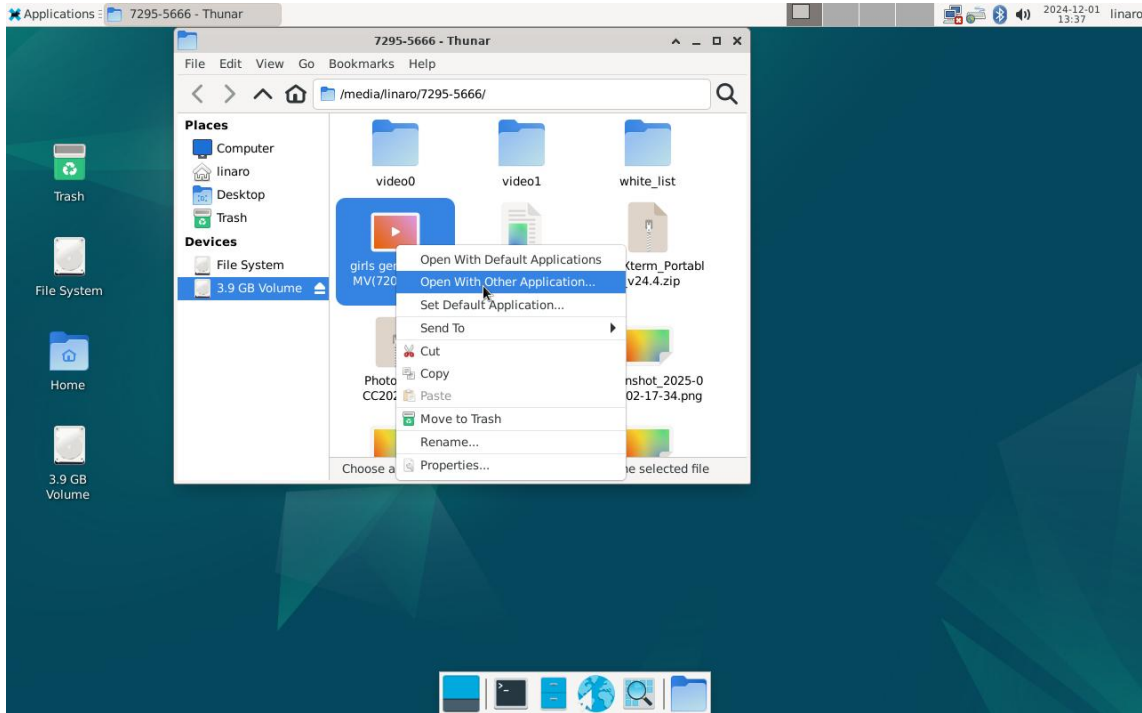 Applications
7295-5666 - Thunar
2024-12-01
13:37
linaro
7295-5666 - Thunar
File Edit View Go Bookmarks Help
/media/linaro/7295-5666/
Places
Computer
linaro
Desktop
Trash
Devices
File System
3.9 GB Volume
video0
video1
white_list
girls ge
MV(720
Xterm_Portabl
v24.4.zip
Photo
CC202
nshot_2025-0
02-17-34.png
Choose a
e selected file
Open With Default Applications
Open With Other Application...
Set Default Application...
Send To
Cut
Copy
Paste
Move to Trash
Rename...
Properties...
Trash
File System
Home
3.9 GB
Volume